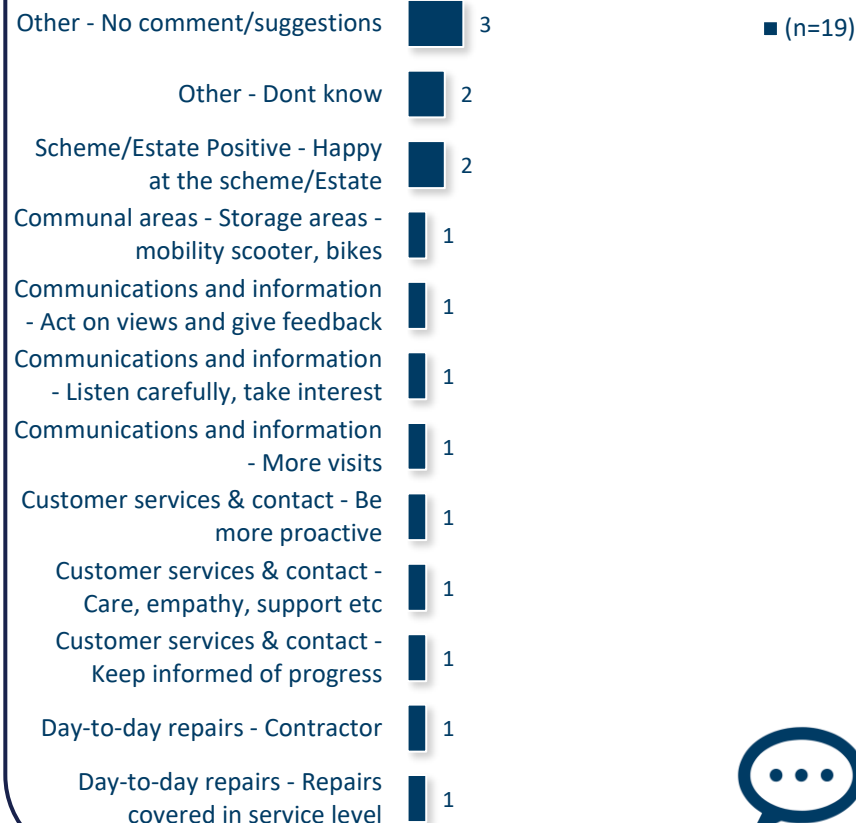 Other - No comment/suggestions 3
(n=19)
Other - Dont know 2
Scheme/Estate Positive - Happy
at the scheme/Estate 2
Communal areas - Storage areas -
mobility scooter, bikes 1
Communications and information
- Act on views and give feedback 1
Communications and information
- Listen carefully, take interest 1
Communications and information
- More visits 1
Customer services & contact - Be
more proactive 1
Customer services & contact -
Care, empathy, support etc 1
Customer services & contact -
Keep informed of progress 1
Day-to-day repairs - Contractor 1
Day-to-day repairs - Repairs
covered in service level 1